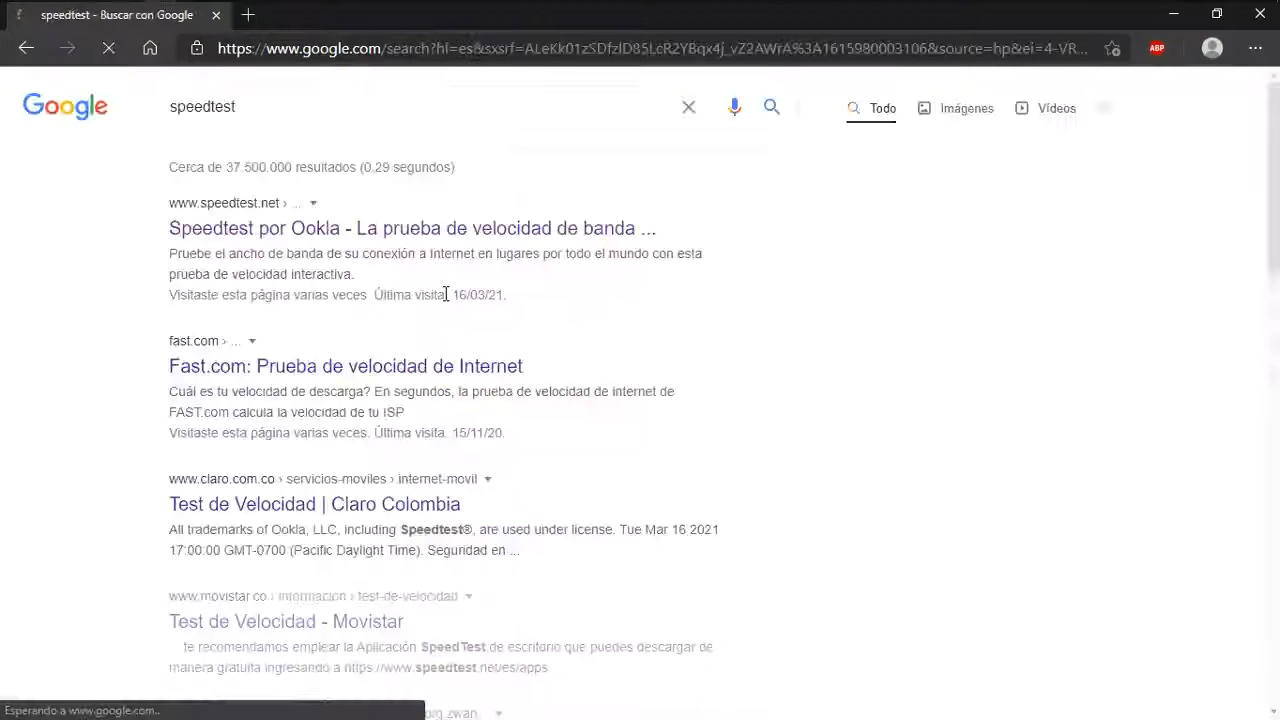 speedtest - Buscar con Google
https://www.google.com/search?hl=es&sxsrf=ALeKk01zSDfzlD85LcR2YBqx4j_vZ2AWrA%3A1615980003106&source=hp&ei=4-VR...
ABP
Google
speedtest
Todo
Imágenes
Vídeos
Cerca de 37.500.000 resultados (0,29 segundos)
www.speedtest.net › ...
Speedtest por Ookla - La prueba de velocidad de banda ...
Pruebe el ancho de banda de su conexión a Internet en lugares por todo el mundo con esta
prueba de velocidad interactiva.
Visitaste esta página varias veces Última visita 16/03/21.
fast.com › ...
Fast.com: Prueba de velocidad de Internet
Cuál es tu velocidad de descarga? En segundos, la prueba de velocidad de internet de
FAST.com calcula la velocidad de tu ISP
Visitaste esta página varias veces. Última visita. 15/11/20.
www.claro.com.co › servicios-moviles › internet-movil
Test de Velocidad | Claro Colombia
All trademarks of Ookla, LLC, including Speedtest®, are used under license. Tue Mar 16 2021
17:00:00 GMT-0700 (Pacific Daylight Time). Seguridad en ...
www.movistar co › informacion › test-de-velocidad
Test de Velocidad - Movistar
te recomendamos emplear la Aplicación SpeedTest de escritorio que puedes descargar de
manera gratuita ingresando a https://www.speedtest.net/es/apps
Esperando a www.google.com...